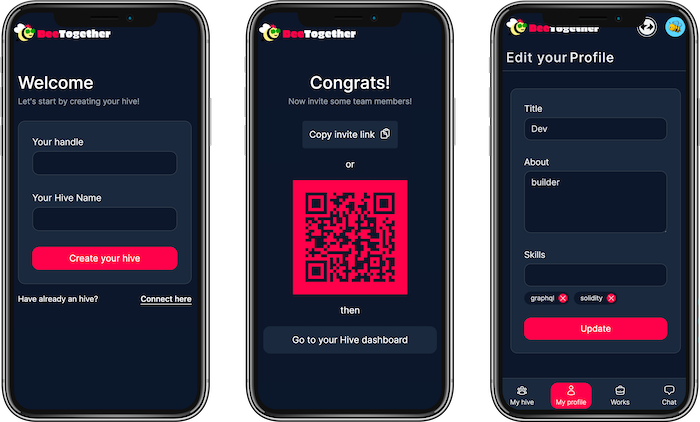 BeeTogether
Welcome
Let's start by creating your hive!
Your handle
Your Hive Name
Create your hive
Have already an hive?
Connect here
BeeTogether
Congrats!
Now invite some team members!
Copy invite link
or
then
Go to your Hive dashboard
BeeTogether
Edit your Profile
Title
Dev
About
builder
Skills
graphql
solidity
Update
My hive
My profile
Works
Chat